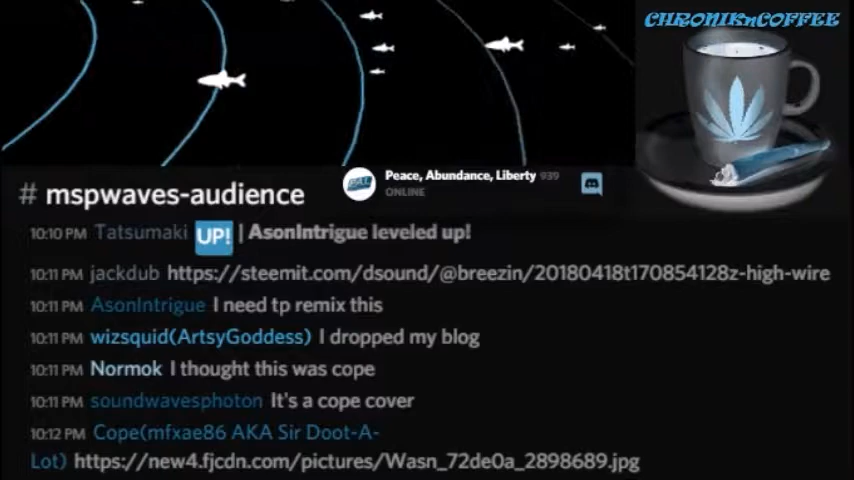 CHRONIKnCOFFEE
Peace, Abundance, Liberty 939
ONLINE
# mspwaves-audience
10:10 PM Tatsumaki UP! | AsonIntrigue leveled up!
10:11 PM jackdub https://steemit.com/dsound/@breezin/20180418t170854128z-high-wire
10:11 PM AsonIntrigue I need tp remix this
10:11 PM wizsquid(ArtsyGoddess) I dropped my blog
10:11 PM Normok I thought this was cope
10:11 PM soundwavesphoton It's a cope cover
10:12 PM Cope(mfxae86 AKA Sir Doot-A-
Lot) https://new4.fjcdn.com/pictures/Wasn_72de0a_2898689.jpg